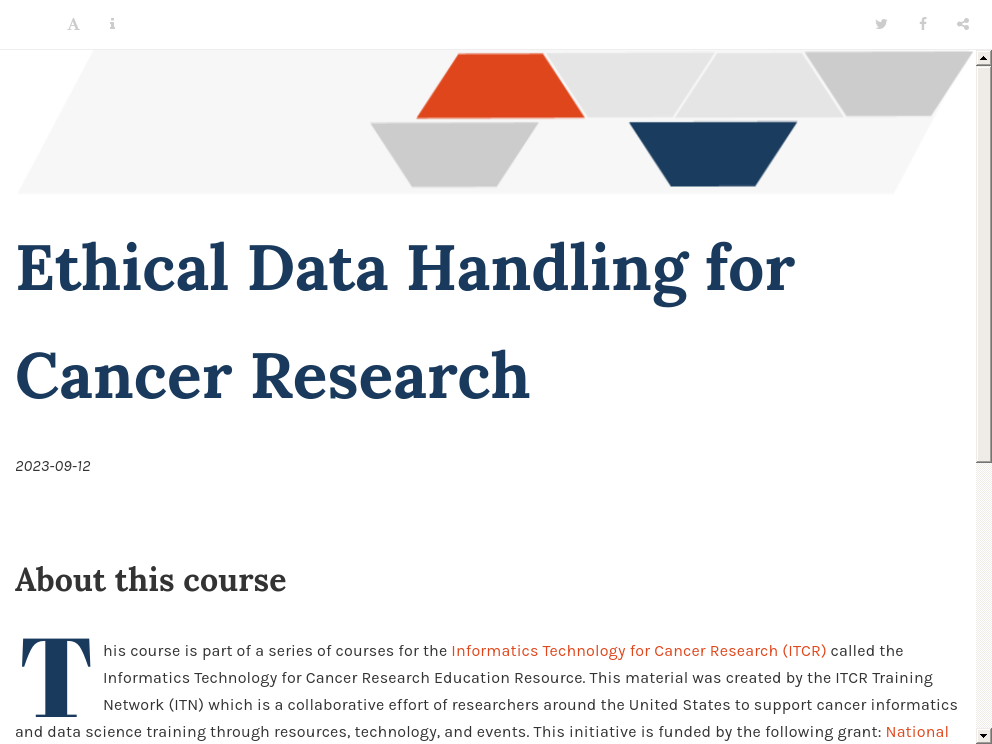 Ethical Data Handling for
Cancer Research
2023-09-12
About this course
This course is part of a series of courses for the Informatics Technology for Cancer Research (ITCR) called the
Informatics Technology for Cancer Research Education Resource. This material was created by the ITCR Training
Network (ITN) which is a collaborative effort of researchers around the United States to support cancer informatics
and data science training through resources, technology, and events. This initiative is funded by the following grant: National